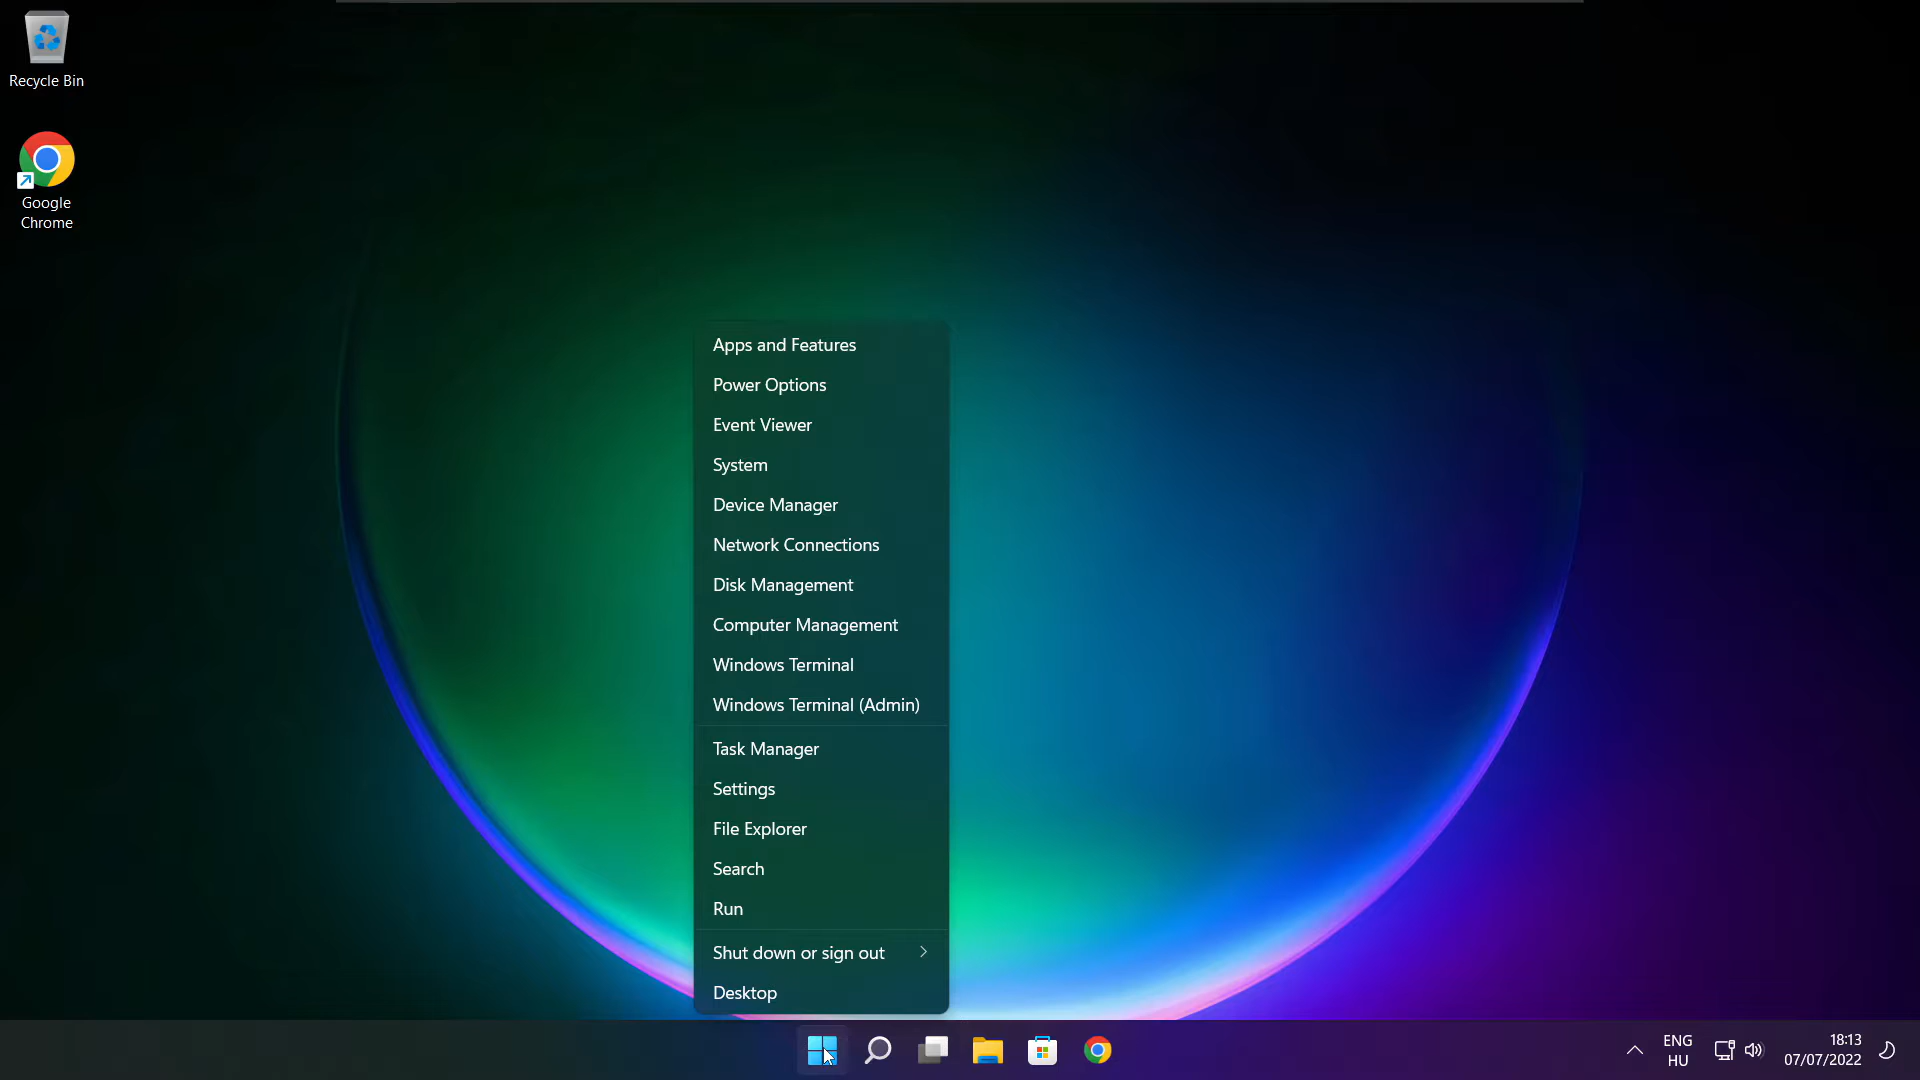 Recycle Bin
Google
Chrome
Apps and Features
Power Options
Event Viewer
System
Device Manager
Network Connections
Disk Management
Computer Management
Windows Terminal
Windows Terminal (Admin)
Task Manager
Settings
File Explorer
Search
Run
Shut down or sign out
Desktop
ENG
HU
18:13
07/07/2022